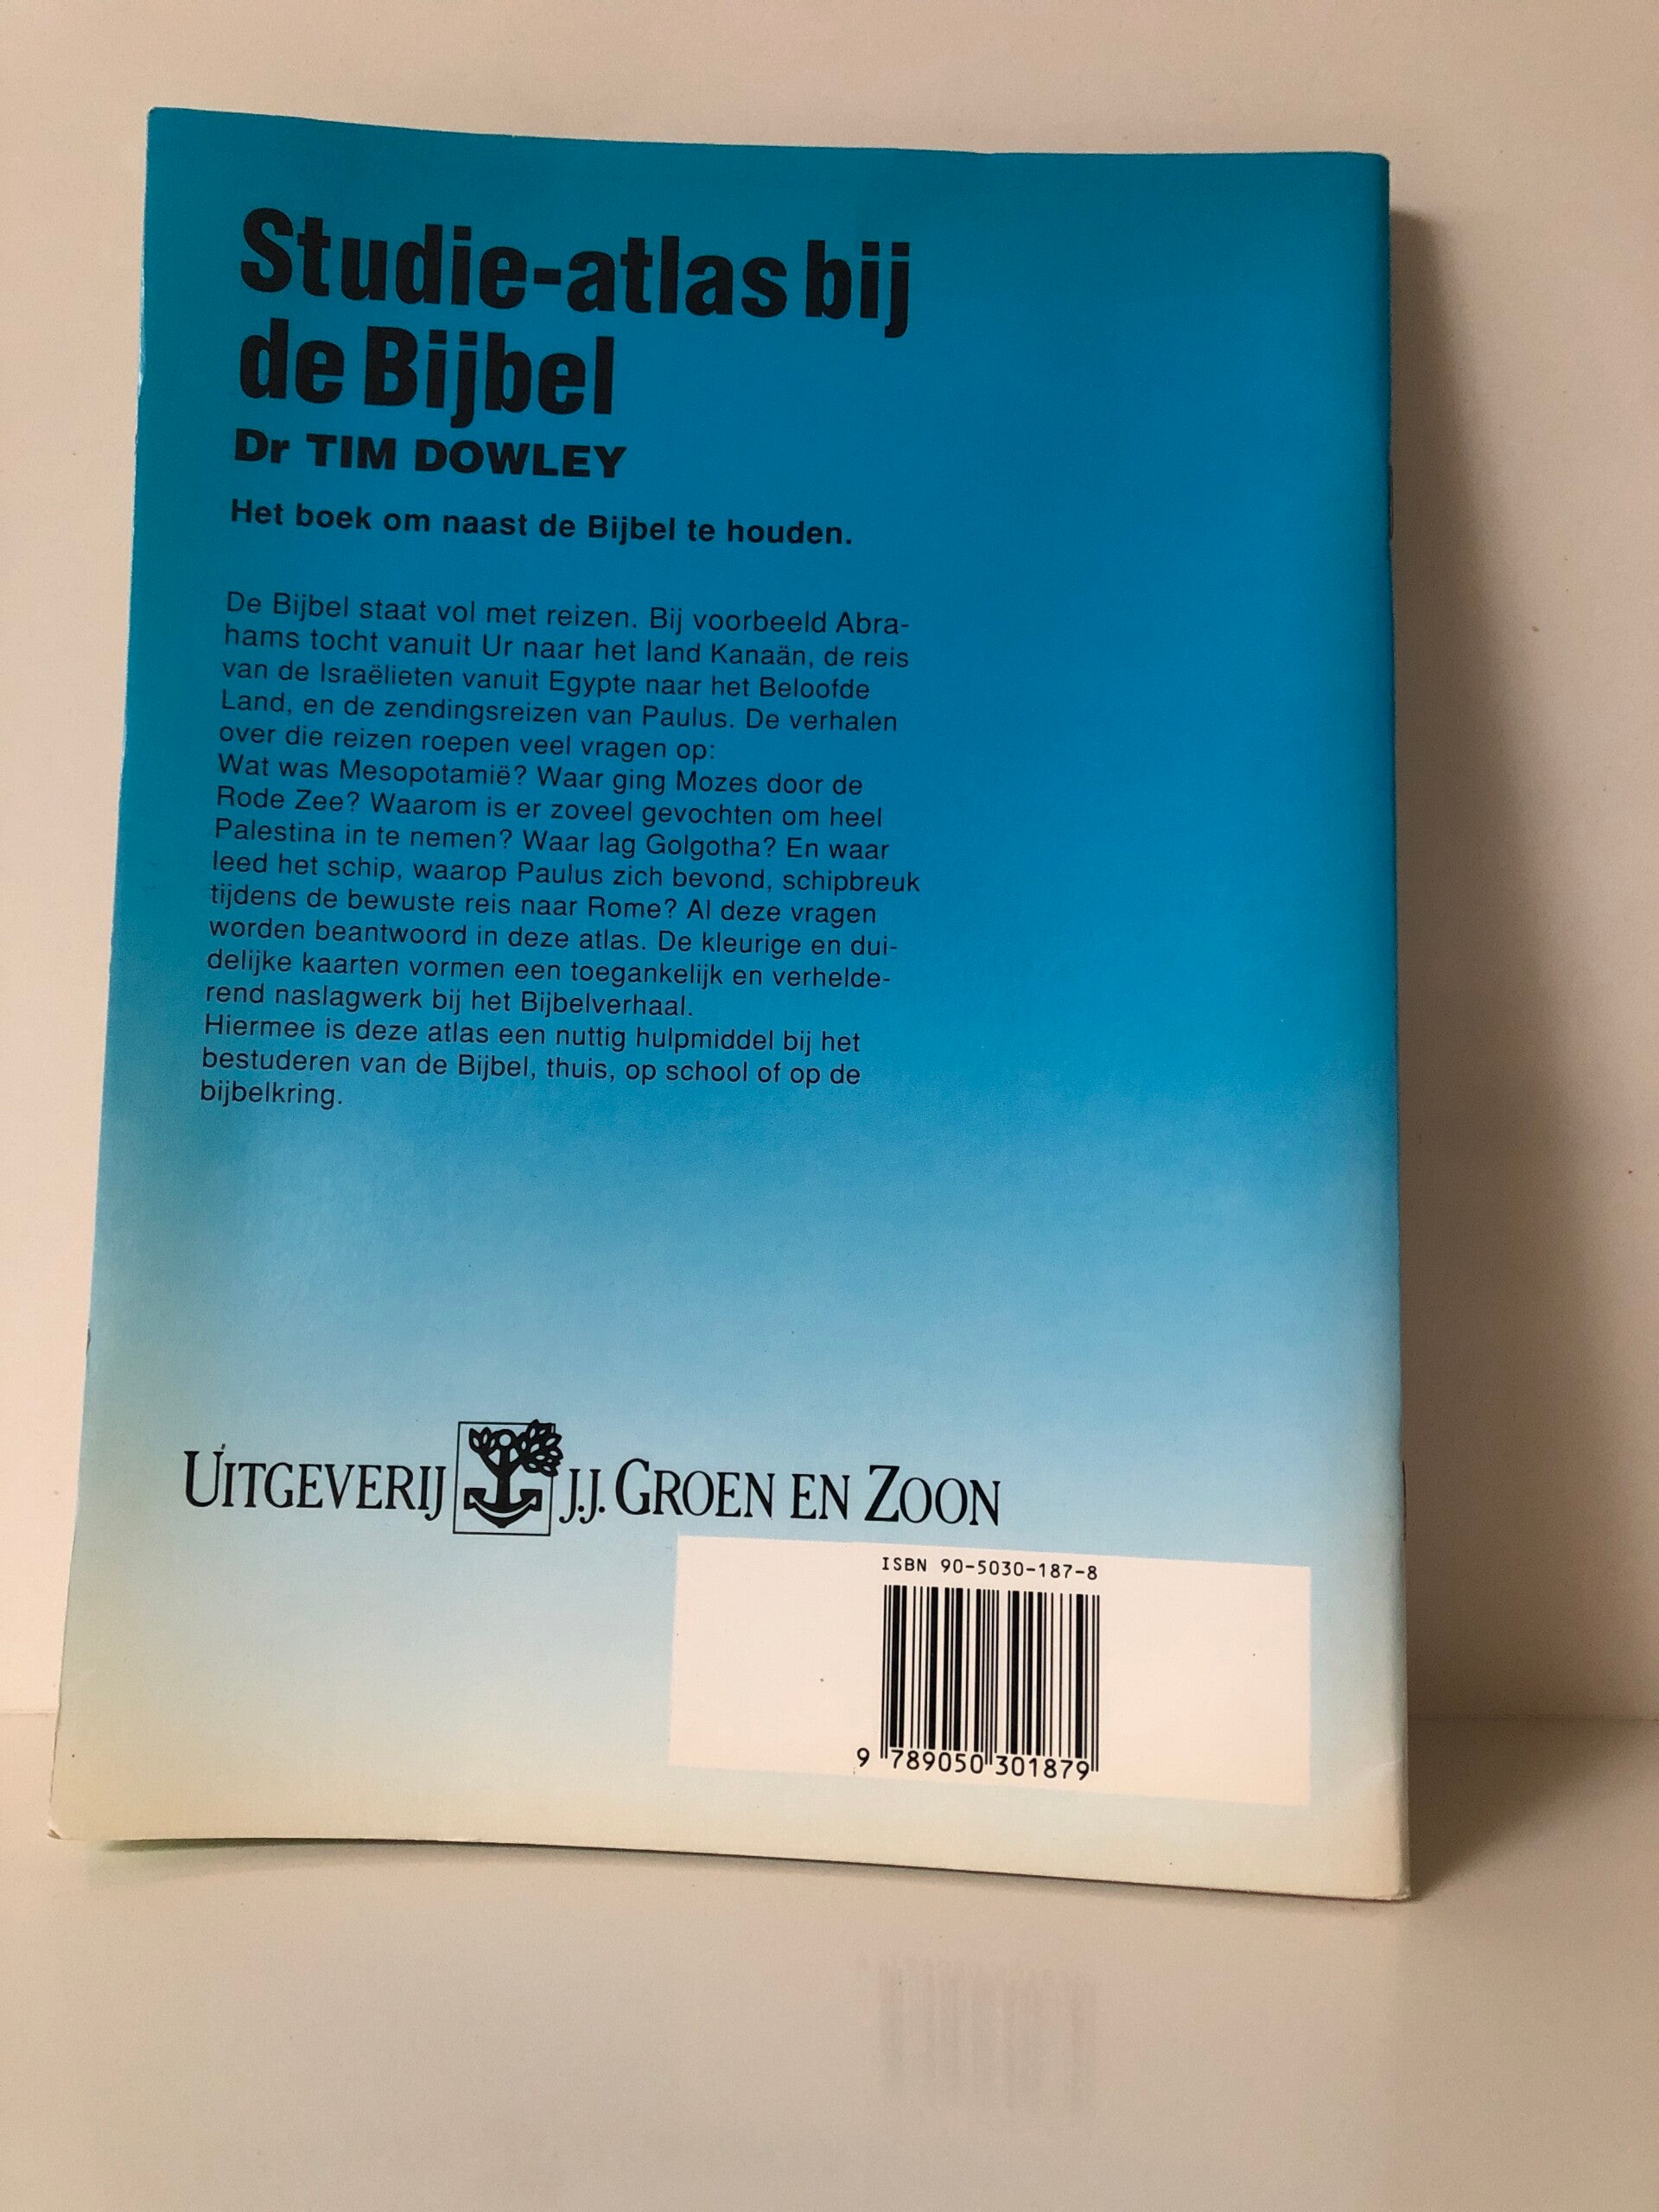 Studie-atlas bij
de Bijbel
Dr TIM DOWLEY
Het boek om naast de Bijbel te houden.
De Bijbel staat vol met reizen. Bij voorbeeld Abra-
hams tocht vanuit Ur naar het land Kanaän, de reis
van de Israëlieten vanuit Egypte naar het Beloofde
Land, en de zendingsreizen van Paulus. De verhalen
over die reizen roepen veel vragen op:
Wat was Mesopotamië? Waar ging Mozes door de
Rode Zee? Waarom is er zoveel gevochten om heel
Palestina in te nemen? Waar lag Golgotha? En waar
leed het schip, waarop Paulus zich bevond, schipbreuk
tijdens de bewuste reis naar Rome? Al deze vragen
worden beantwoord in deze atlas. De kleurige en dui-
delijke kaarten vormen een toegankelijk en verhelde-
rend naslagwerk bij het Bijbelverhaal.
Hiermee is deze atlas een nuttig hulpmiddel bij het
bestuderen van de Bijbel, thuis, op school of op de
bijbelkring.
UITGEVERIJ J.J. GROEN EN ZOON
ISBN 90-5030-187-8
9 789050 301879